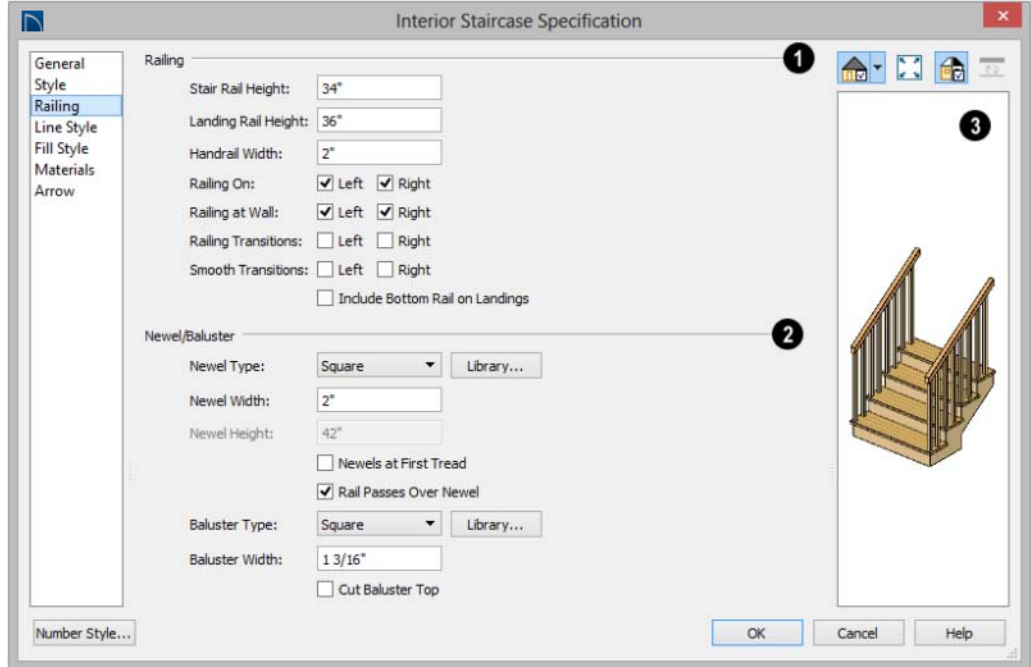 Interior Staircase Specification
General
Style
Railing
Line Style
Fill Style
Materials
Arrow
Railing 1
Stair Rail Height: 34"
Landing Rail Height: 36"
Handrail Width: 2"
Railing On: Left Right
Railing at Wall: Left Right
Railing Transitions: Left Right
Smooth Transitions: Left Right
Include Bottom Rail on Landings
Newel/Baluster 2
Newel Type: Square Library...
Newel Width: 2"
Newel Height: 42"
Newels at First Tread
Rail Passes Over Newel
Baluster Type: Square Library...
Baluster Width: 1 3/16"
Cut Baluster Top
3
Number Style... OK Cancel Help